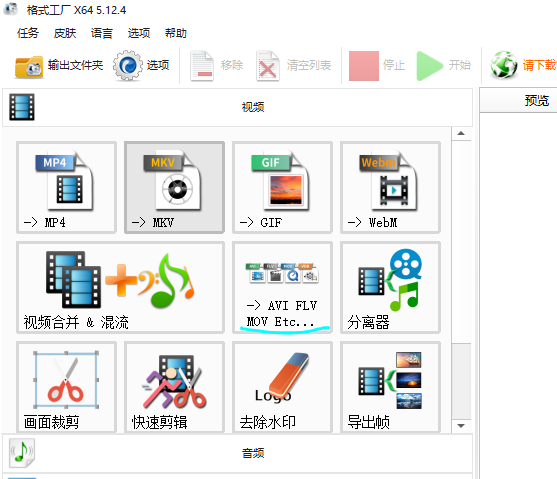 格式工厂 X64 5.12.4
任务 皮肤 语言 选项 帮助
输出文件夹 选项 移除 清空列表 停止 开始 请下载
视频 预览
MP4 MKV GIF WebM
-> MP4 -> MKV -> GIF -> WebM
AVI FLV MOV VOB
-> AVI FLV
MOV Etc...
视频合并 & 混流 分离器
Logo
画面裁剪 快速剪辑 去除水印 导出帧
音频